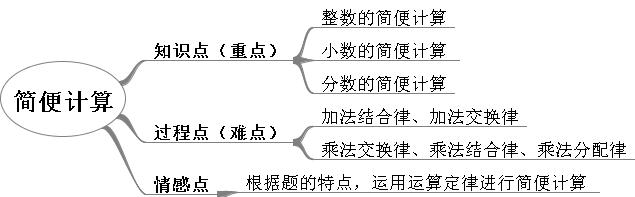 简便计算
知识点（重点）
整数的简便计算
小数的简便计算
分数的简便计算
过程点（难点）
加法结合律、加法交换律
乘法交换律、乘法结合律、乘法分配律
情感点
根据题的特点，运用运算定律进行简便计算